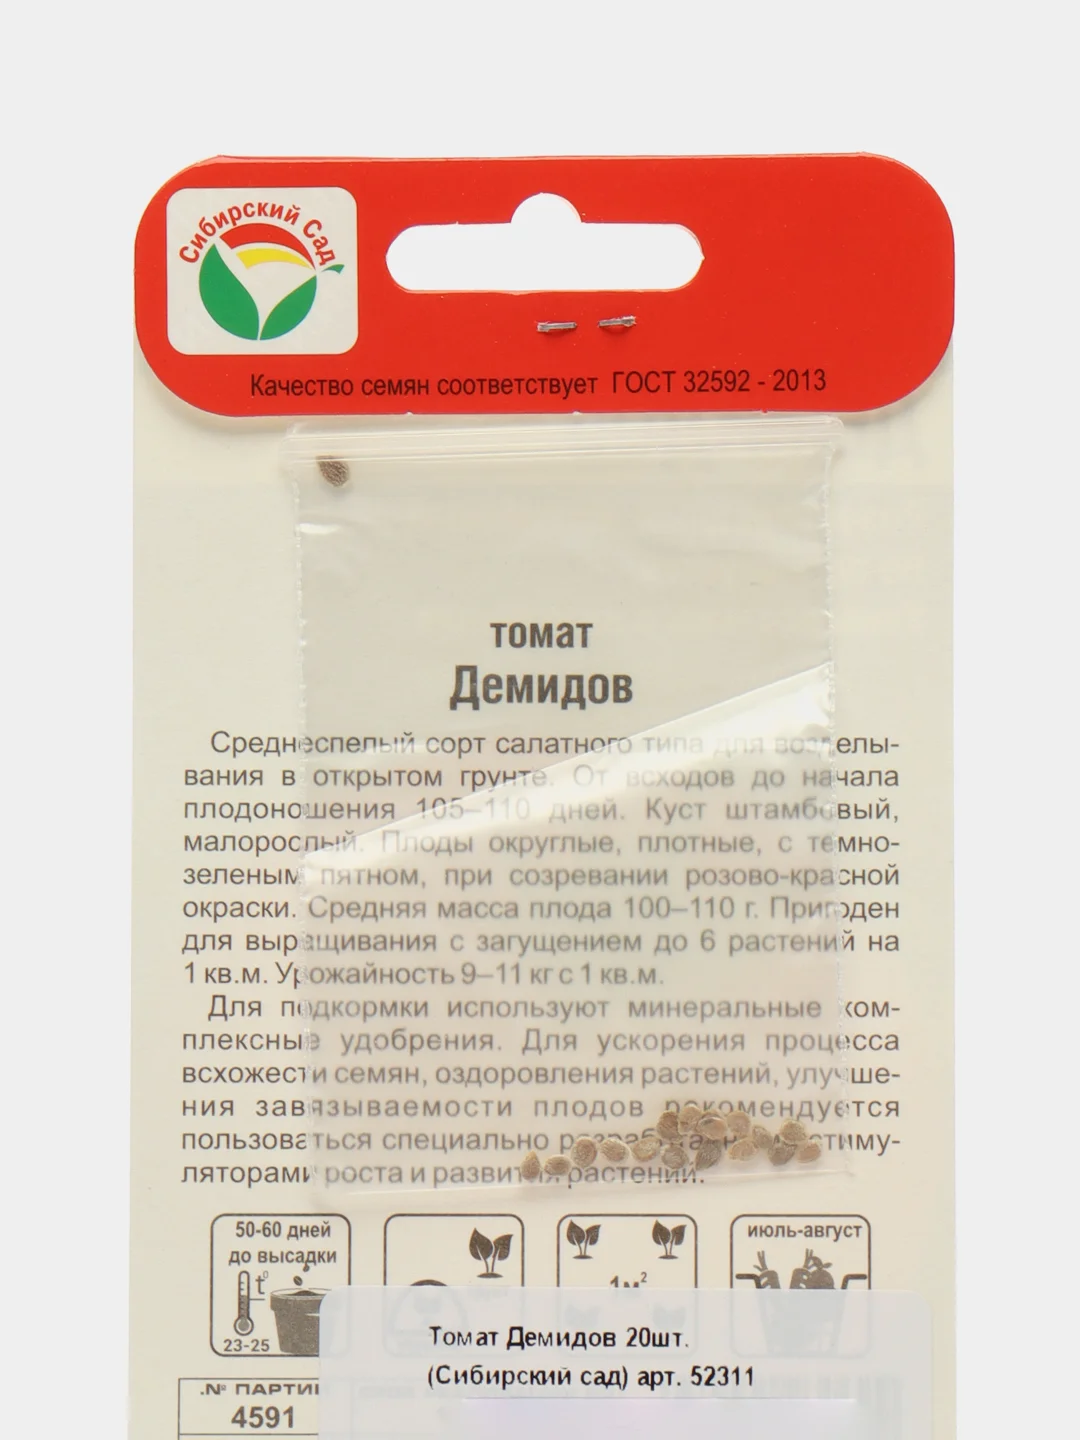 Сибирский Сад
Качество семян соответствует ГОСТ 32592 - 2013
томат
Демидов
Среднеспелый сорт салатного типа для возделы-
вания в открытом грунте. От всходов до начала
плодоношения 105–110 дней. Куст штамбовый,
малорослый. Плоды округлые, плотные, с темно-
зеленым пятном, при созревании розово-красной
окраски. Средняя масса плода 100–110 г. Пригоден
для выращивания с загущением до 6 растений на
1 кв.м. Урожайность 9–11 кг с 1 кв.м.
Для подкормки используют минеральные ком-
плексные удобрения. Для ускорения процесса
всхожести семян, оздоровления растений, улучше-
ния завязываемости плодов рекомендуется
пользоваться специально разработанными стиму-
ляторами роста и развития растений.
50-60 дней
до высадки
t°
23-25
1м²
июль-август
Томат Демидов 20шт.
(Сибирский сад) арт. 52311
№ ПАРТИИ
4591